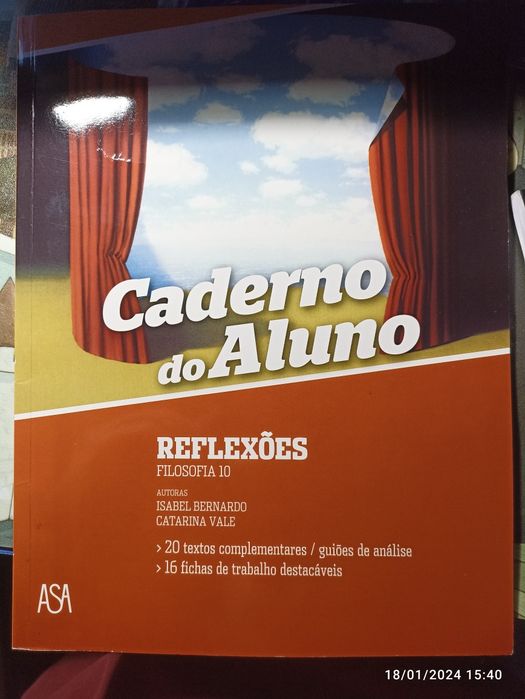 Caderno
do Aluno
REFLEXÕES
FILOSOFIA 10
AUTORAS
ISABEL BERNARDO
CATARINA VALE
> 20 textos complementares / guiões de análise
> 16 fichas de trabalho destacáveis
ASA
18/01/2024 15:40